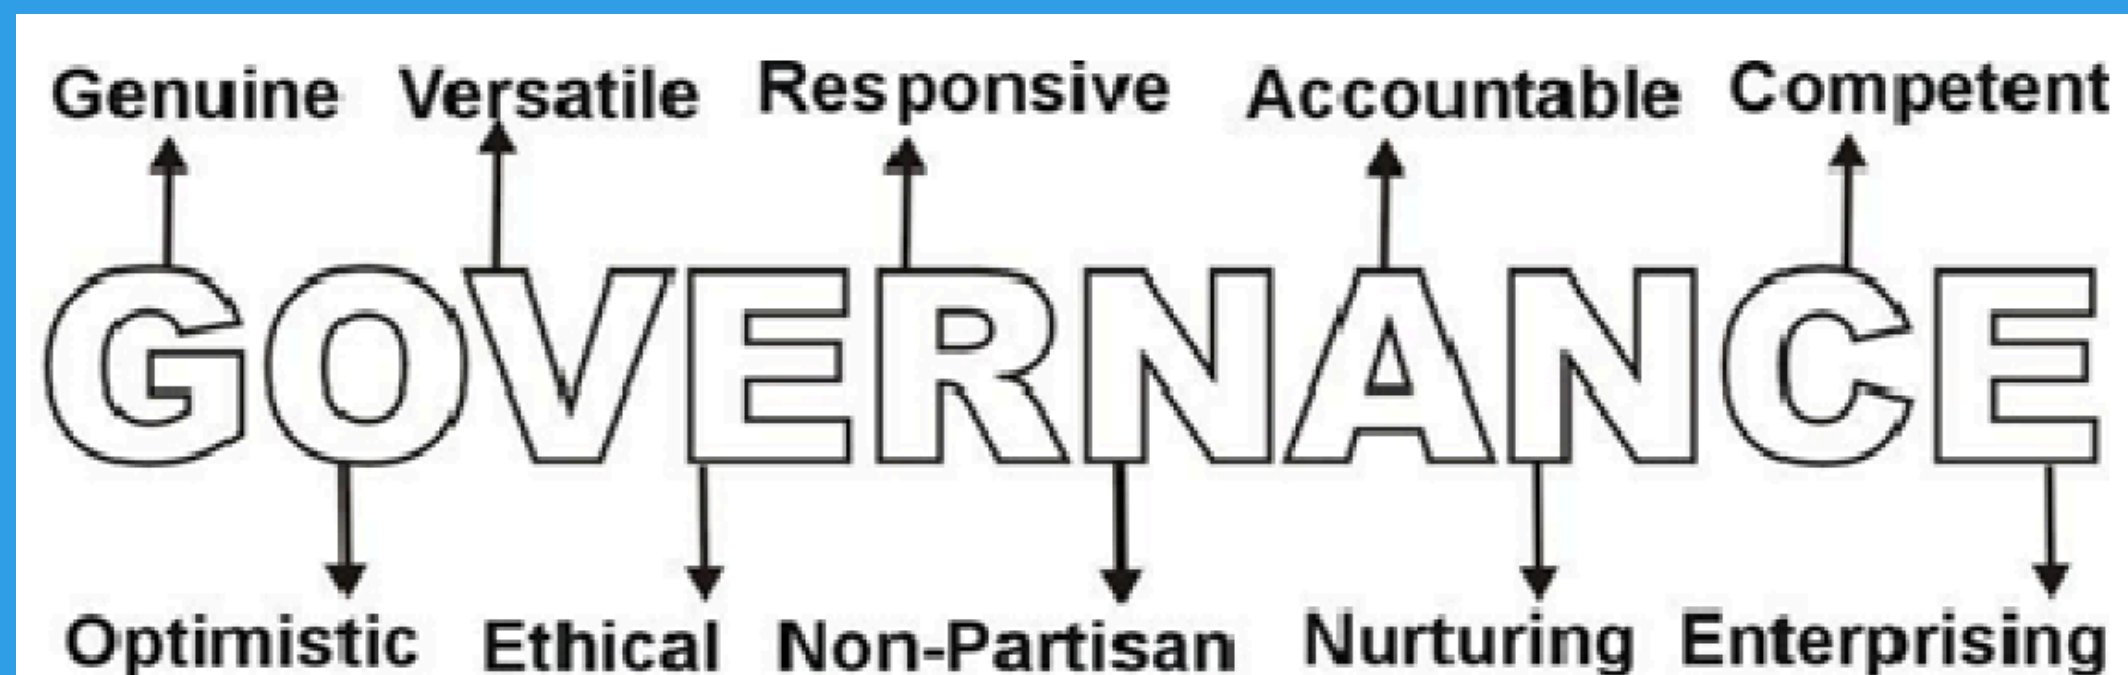 Genuine Versatile Responsive Accountable Competent
GOVERNANCE
Optimistic Ethical Non-Partisan Nurturing Enterprising